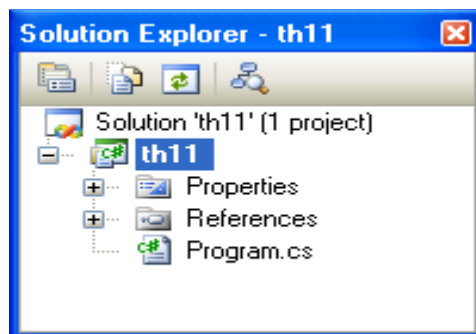 Solution Explorer - th11
Solution 'th11' (1 project)
th11
Properties
References
Program.cs